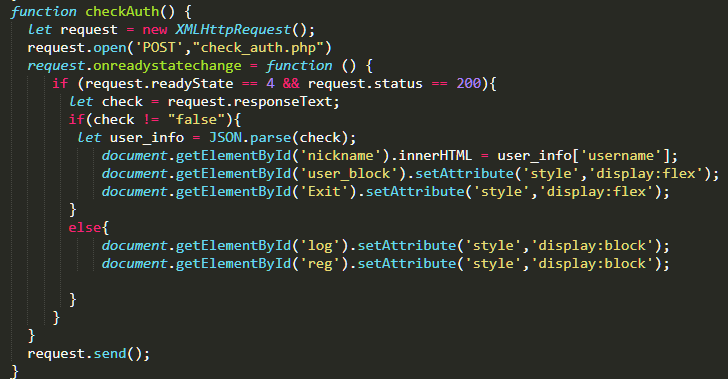 function checkAuth() {
  let request = new XMLHttpRequest();
  request.open('POST',"check_auth.php")
  request.onreadystatechange = function () {
     if (request.readyState == 4 && request.status == 200){
       let check = request.responseText;
       if(check != "false"){
        let user_info = JSON.parse(check);
           document.getElementById('nickname').innerHTML = user_info['username'];
           document.getElementById('user_block').setAttribute('style','display:flex');
           document.getElementById('Exit').setAttribute('style','display:flex');
       }
       else{
           document.getElementById('log').setAttribute('style','display:block');
           document.getElementById('reg').setAttribute('style','display:block');

       }
     }
  }
  request.send();
}